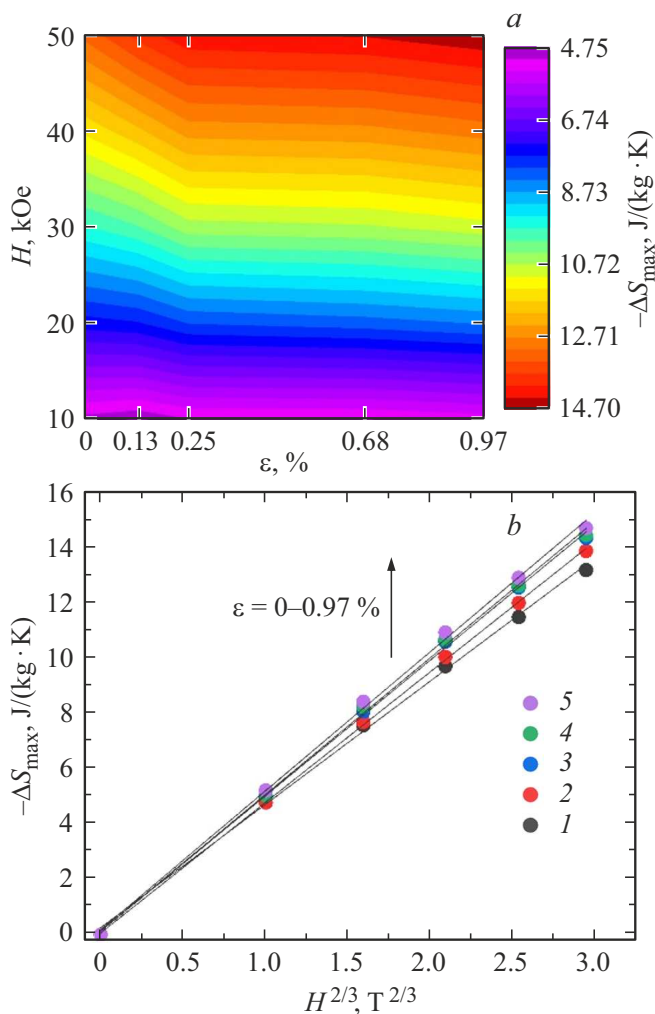 a
50
40
30
20
10
H, kOe
0 0.13 0.25 0.68 0.97
ε, %
4.75
6.74
8.73
10.72
12.71
14.70
−ΔS_max, J/(kg · K)
b
16
14
12
10
8
6
4
2
0
−ΔS_max, J/(kg · K)
ε = 0–0.97 %
5
4
3
2
1
0 0.5 1.0 1.5 2.0 2.5 3.0
H^{2/3}, T^{2/3}